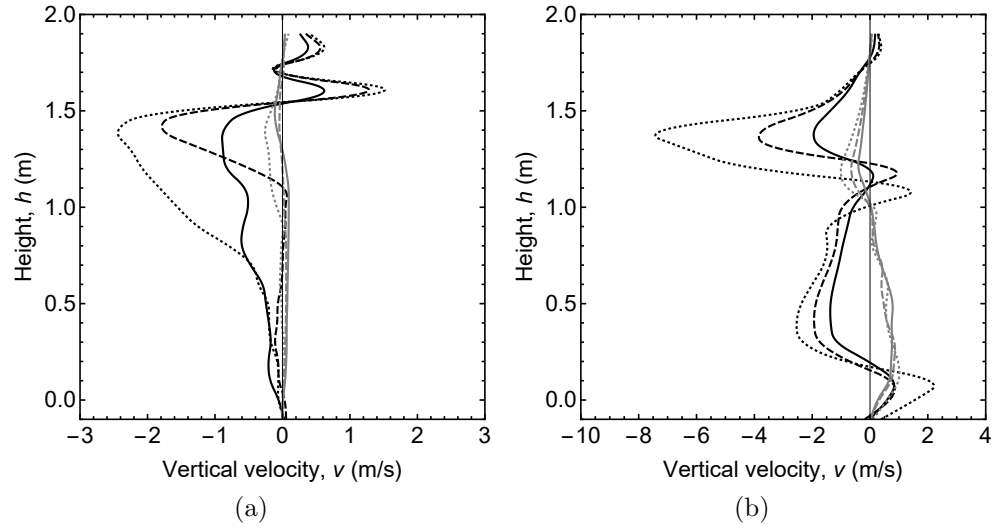 2.0
1.5
1.0
0.5
0.0
Height, h (m)
−3 −2 −1 0 1 2 3
Vertical velocity, v (m/s)
(a)
2.0
1.5
1.0
0.5
0.0
Height, h (m)
−10 −8 −6 −4 −2 0 2 4
Vertical velocity, v (m/s)
(b)